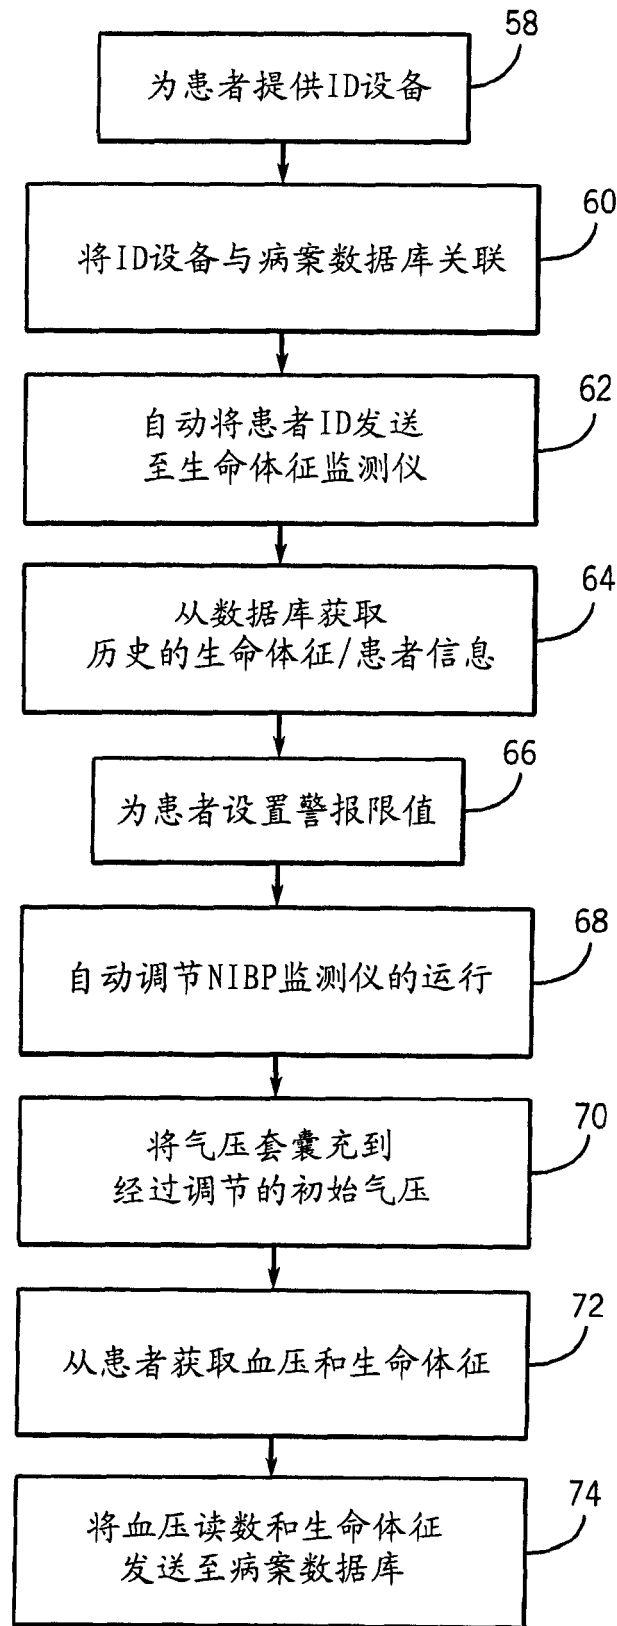 58
为患者提供ID设备
60
将ID设备与病案数据库关联
62
自动将患者ID发送
至生命体征监测仪
64
从数据库获取
历史的生命体征/患者信息
66
为患者设置警报限值
68
自动调节NIBP监测仪的运行
70
将气压套囊充到
经过调节的初始气压
72
从患者获取血压和生命体征
74
将血压读数和生命体征
发送至病案数据库